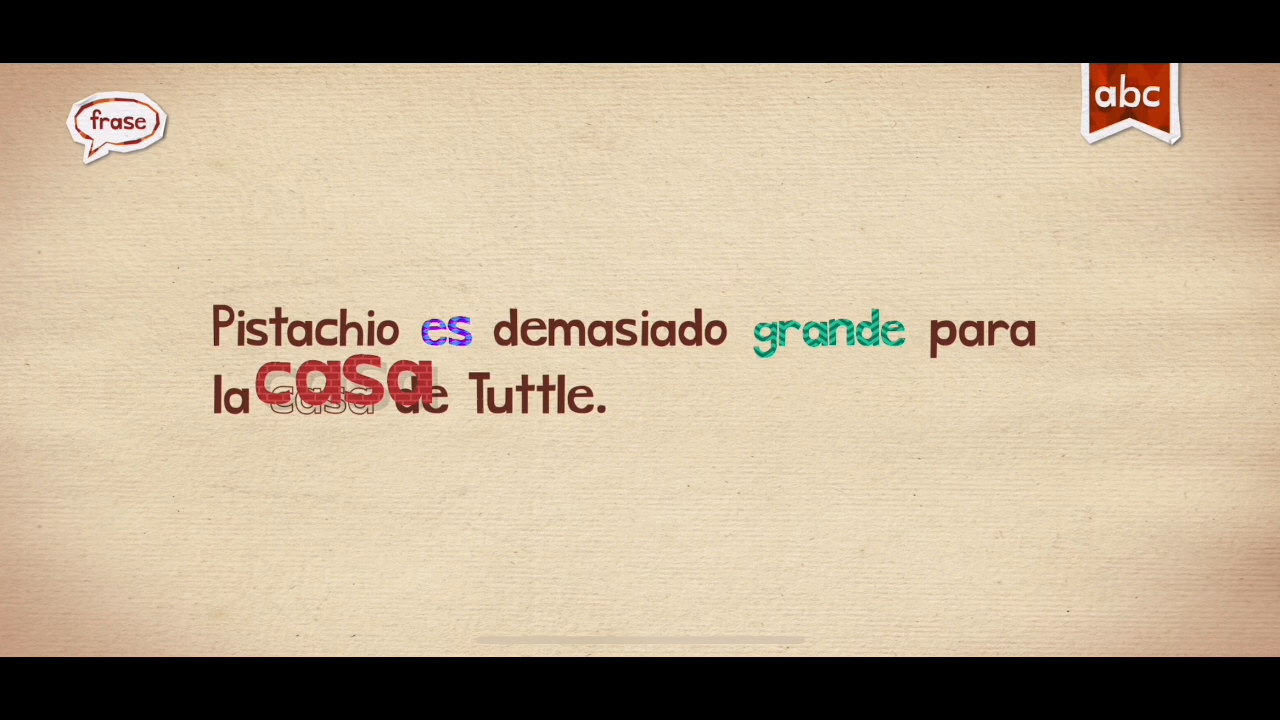 frase
abc
Pistachio es demasiado grande para
la casa de Tuttle.